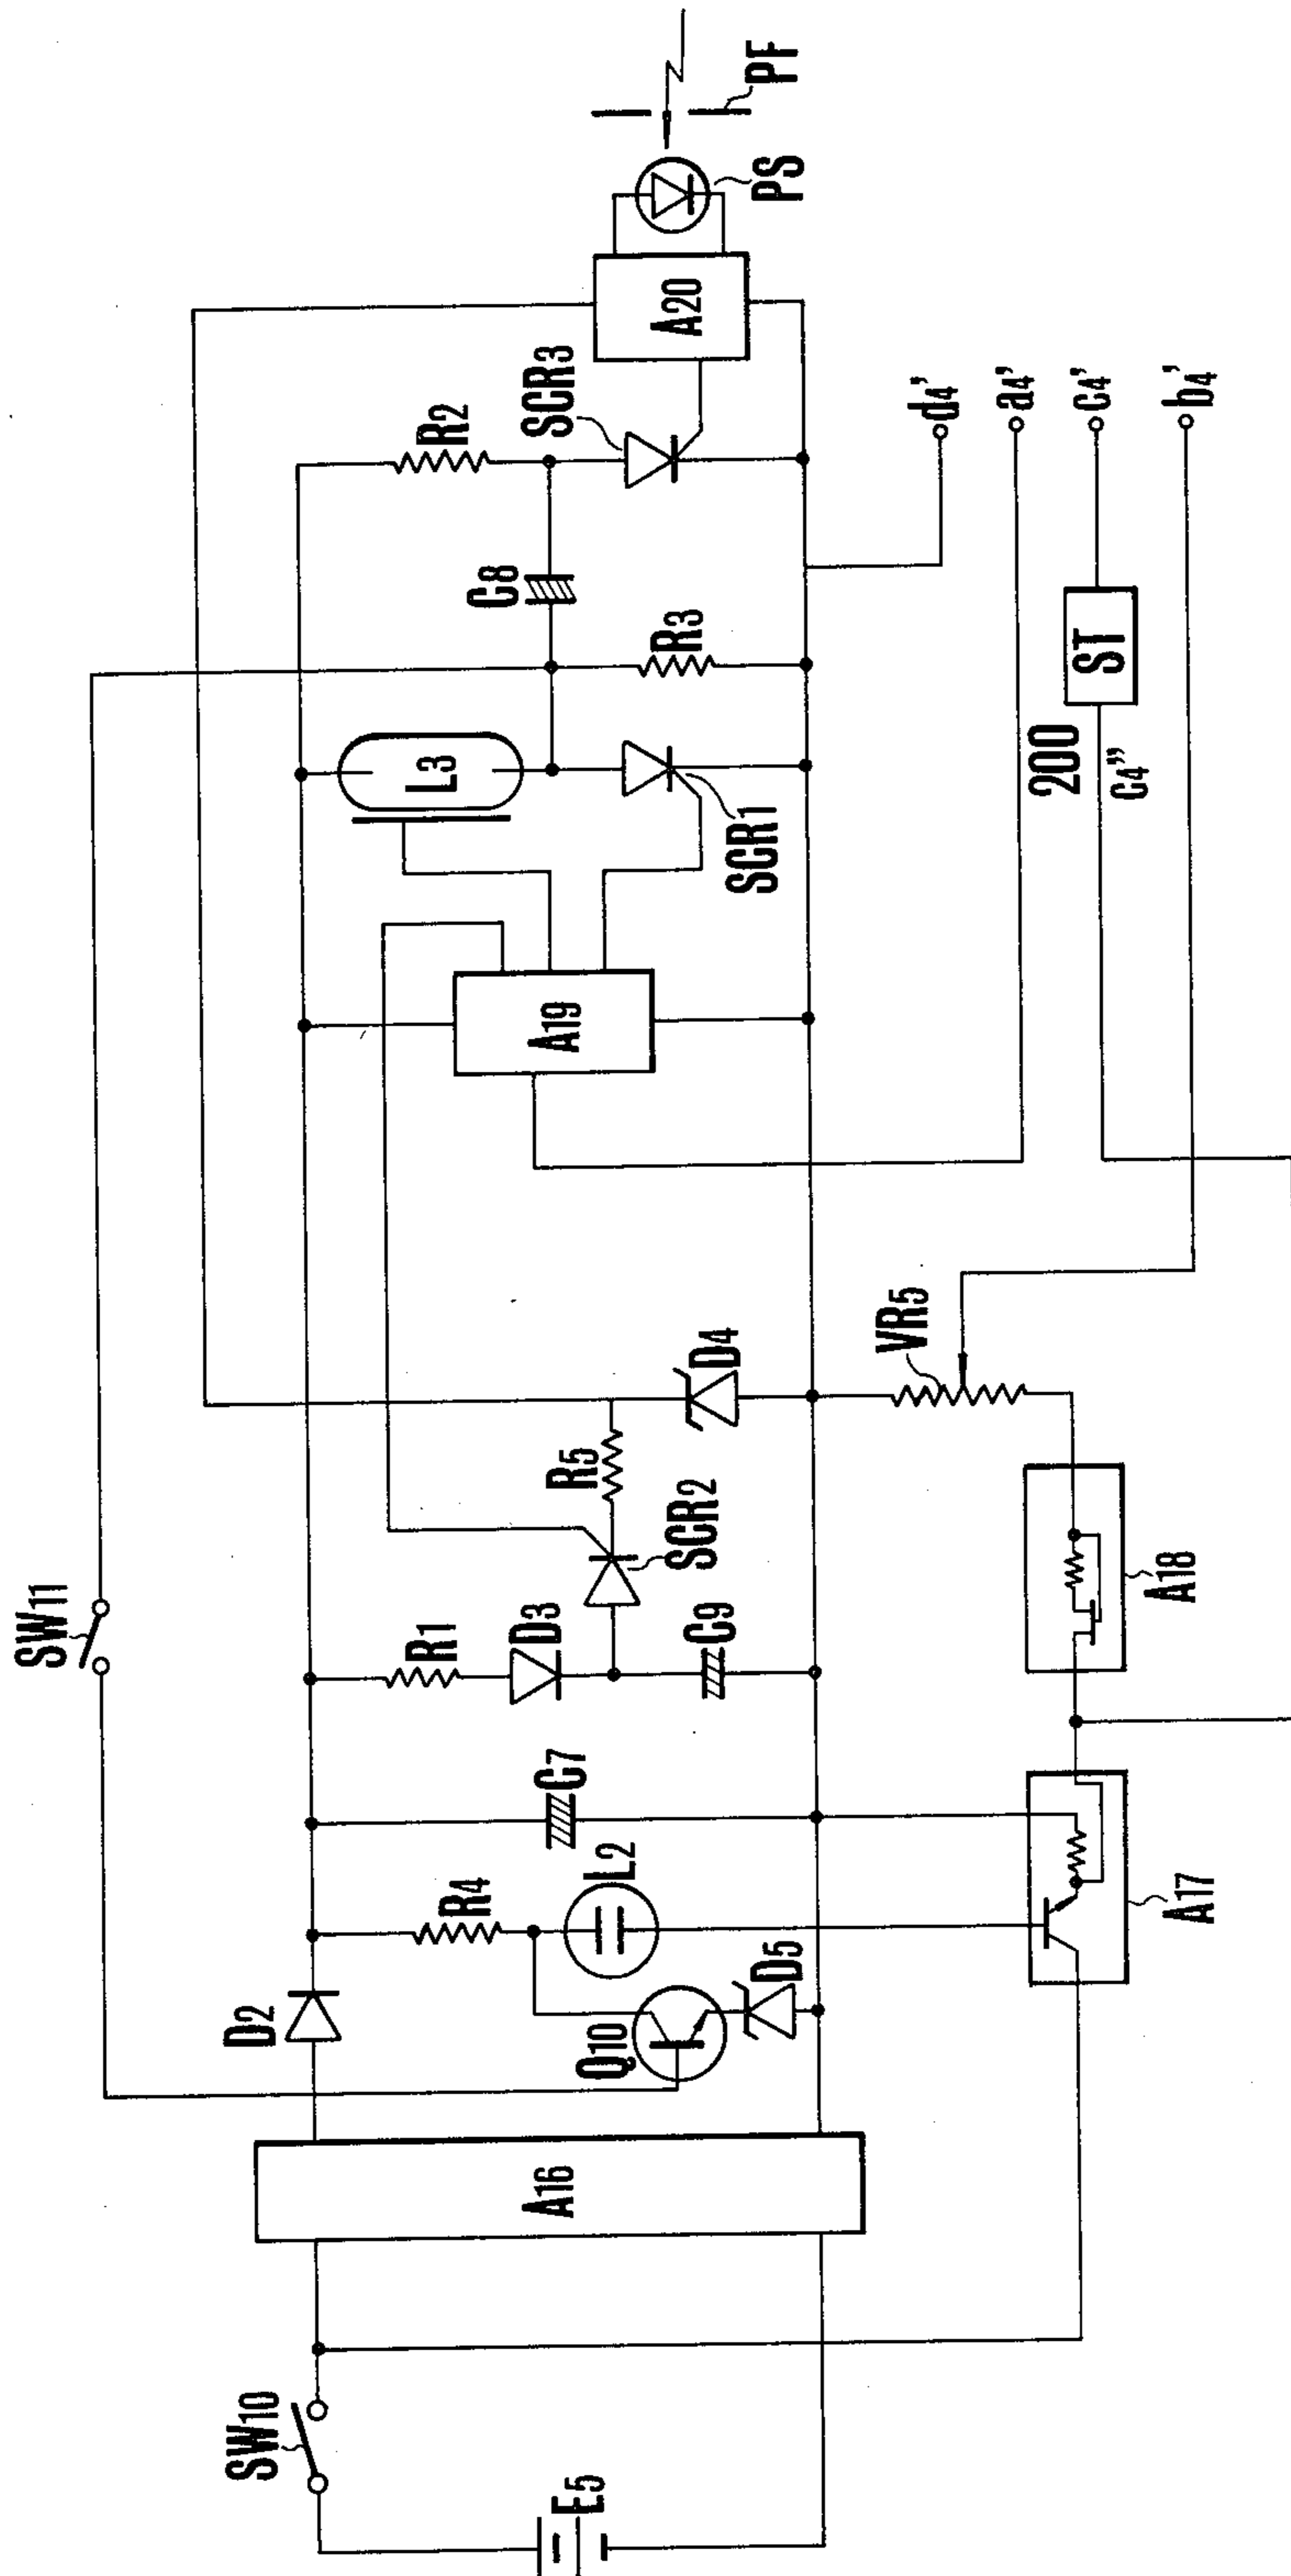 E5
SW10
A16
D2
Q10
D5
R4
L2
C7
A17
SW11
R1
D3
C9
SCR2
R5
D4
A18
VR5
A19
L3
SCR1
R3
C8
R2
SCR3
A20
PS
PF
d4'
a4'
c4'
b4'
200
ST
c4"